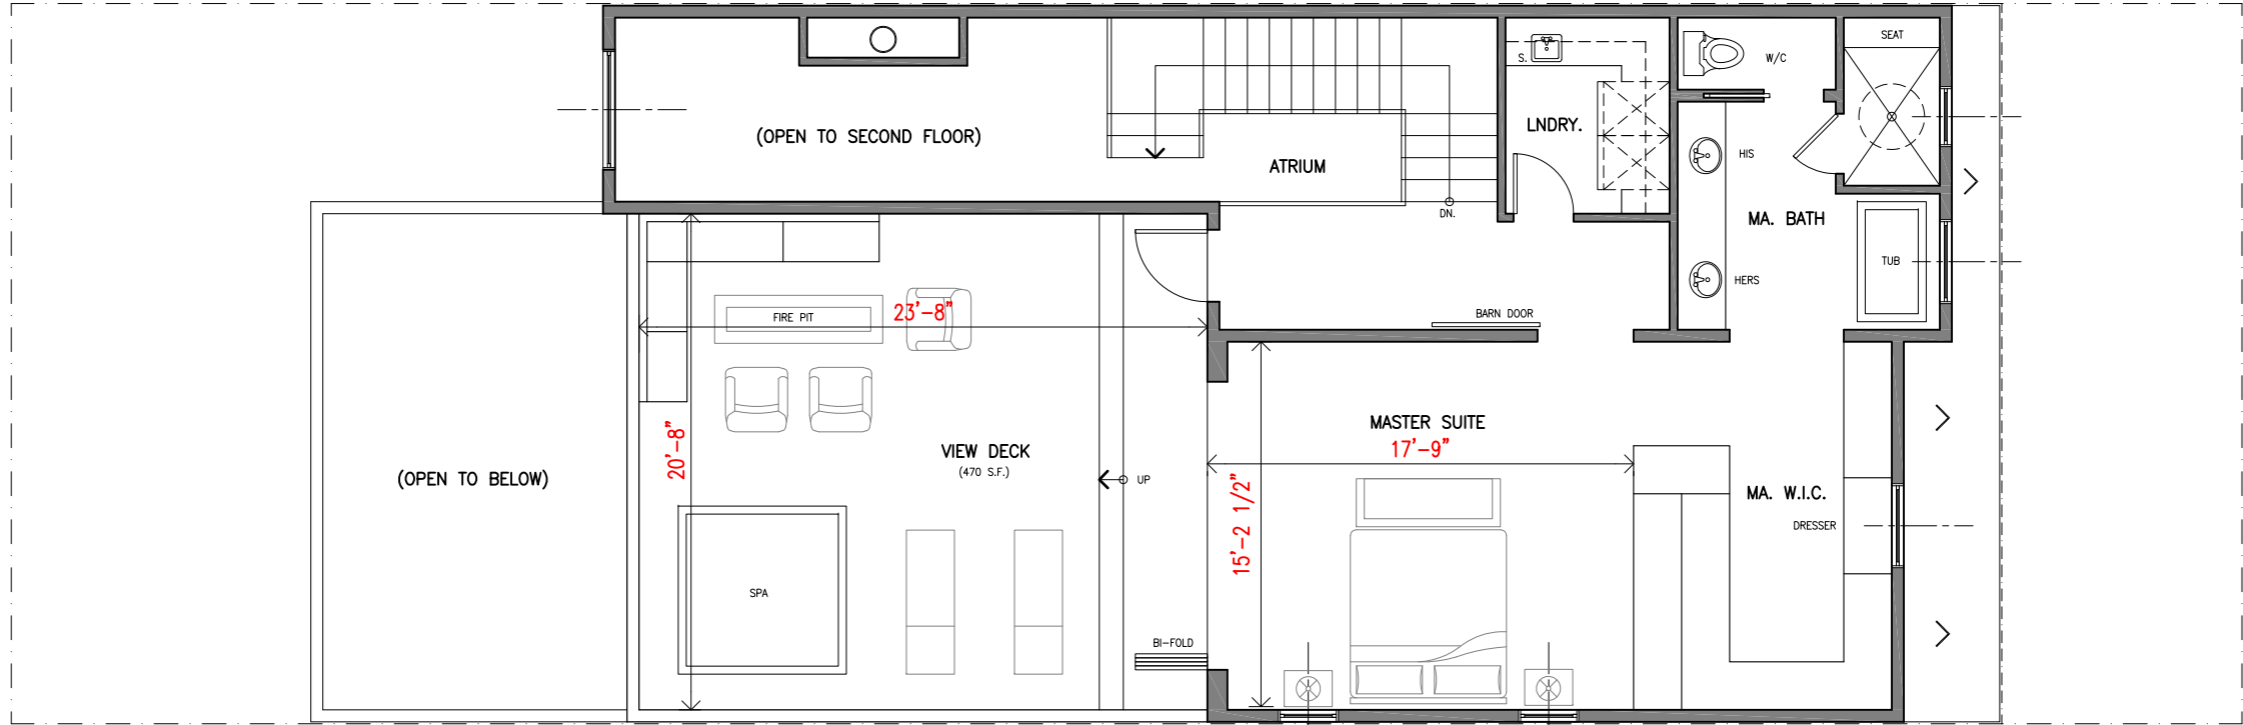 SEAT
S.
W/C
LNDRY.
(OPEN TO SECOND FLOOR)
HIS
ATRIUM
DN.
MA. BATH
TUB
HERS
FIRE PIT
23'-8"
BARN DOOR
MASTER SUITE
17'-9"
20'-8"
VIEW DECK
(470 S.F.)
(OPEN TO BELOW)
UP
15'-2 1/2"
MA. W.I.C.
DRESSER
SPA
BI-FOLD